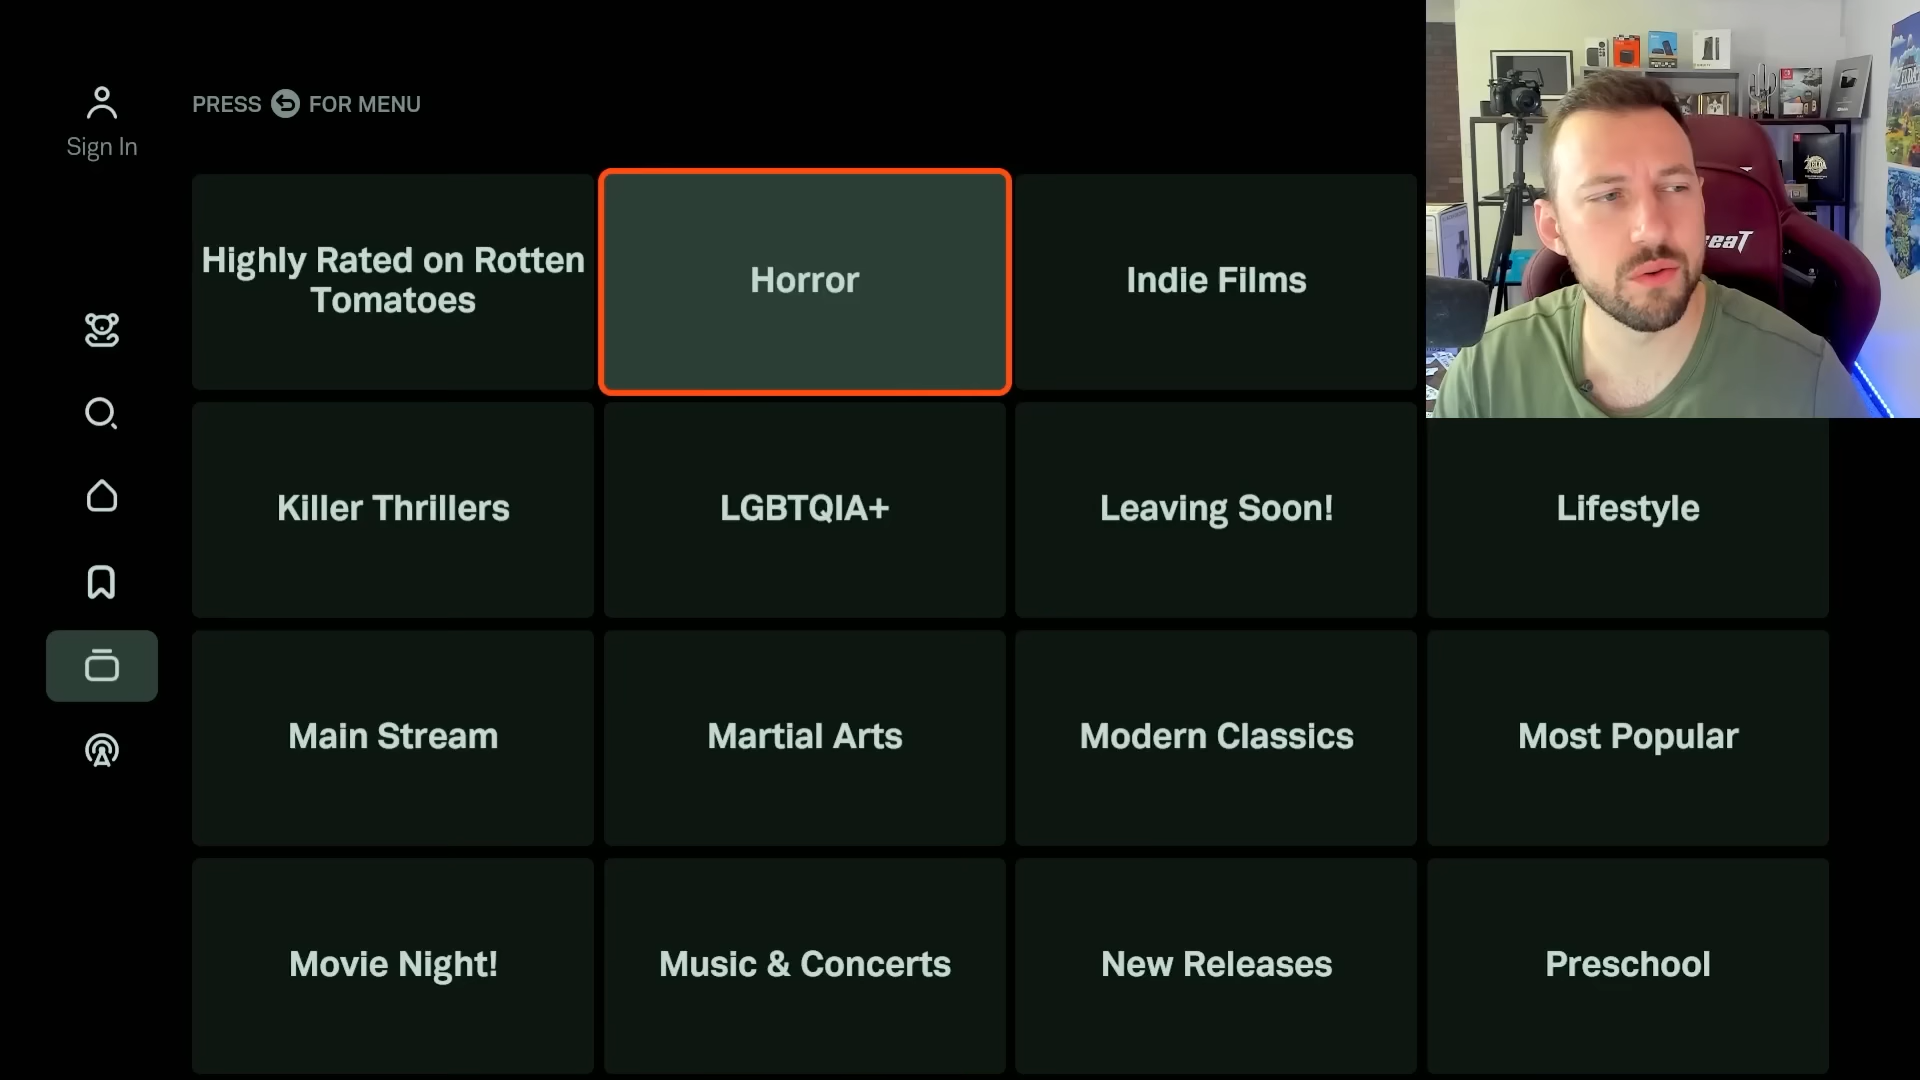 Sign In
PRESS FOR MENU
Highly Rated on Rotten
Tomatoes
Horror
Indie Films
Killer Thrillers
LGBTQIA+
Leaving Soon!
Lifestyle
Main Stream
Martial Arts
Modern Classics
Most Popular
Movie Night!
Music & Concerts
New Releases
Preschool
ZELDA